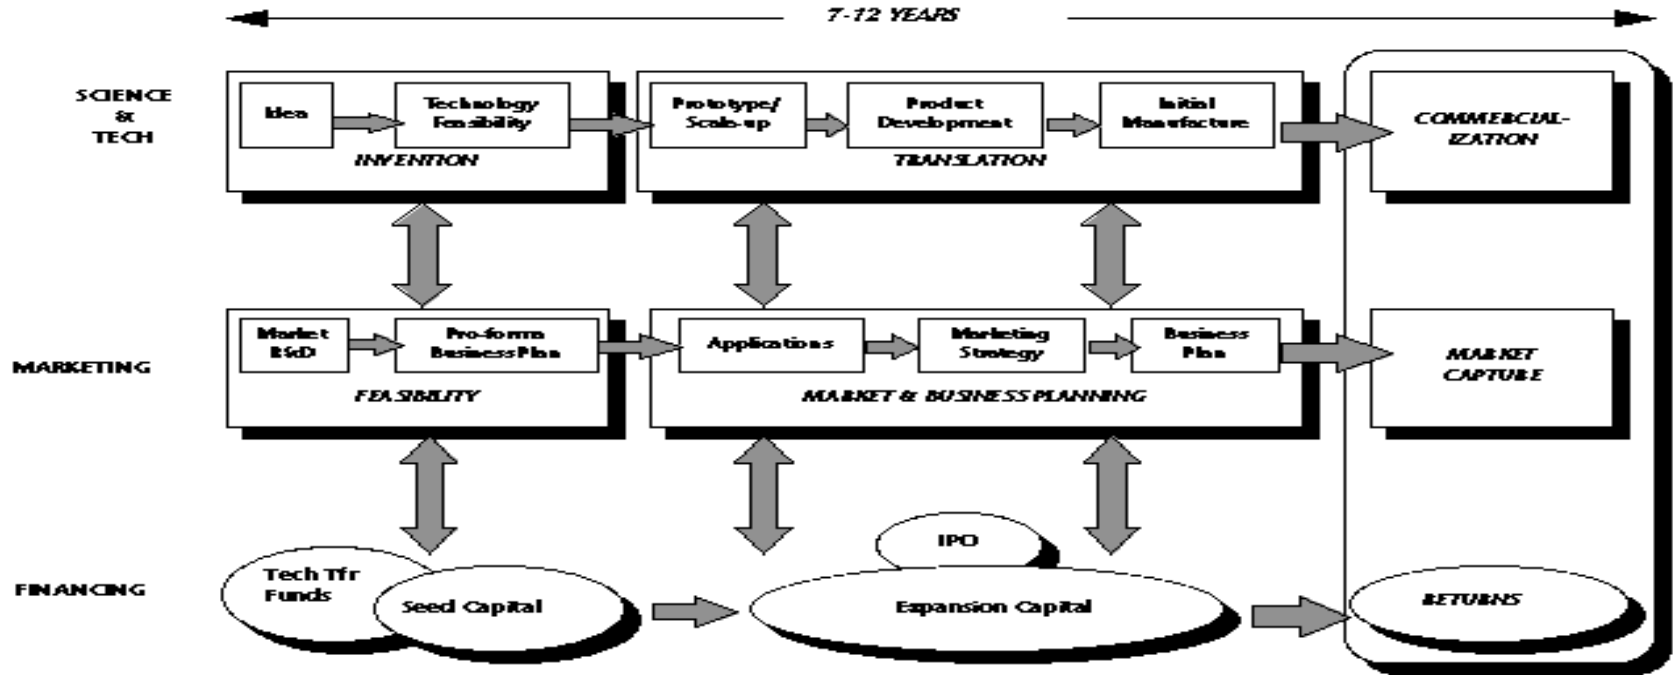 7-12 YEARS
SCIENCE
&
TECH
Idea
Technology
Feasibility
INVENTION
Prototype/
Scale-up
Product
Development
Initial
Manufacture
TRANSLATION
COMMERCIAL-
IZATION
MARKETING
Market
R&D
Pro-forma
Business Plan
FEASIBILITY
Applications
Marketing
Strategy
Business
Plan
MARKET & BUSINESS PLANNING
MARKET
CAPTURE
FINANCING
Tech Tfr
Funds
Seed Capital
IPO
Expansion Capital
RETURNS